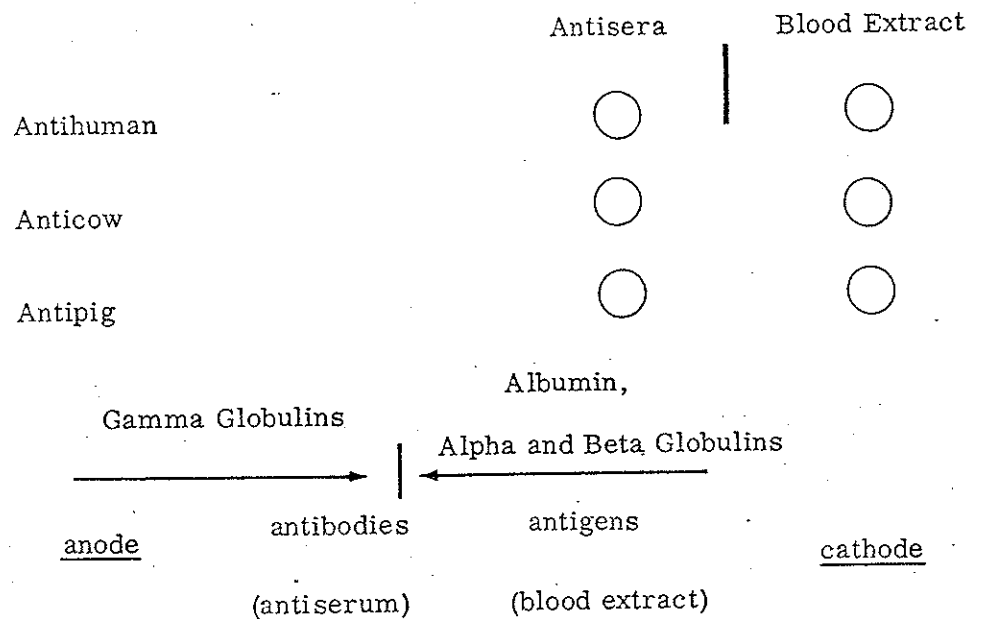 Antisera Blood Extract
Antihuman
Anticow
Antipig
Albumin,
Gamma Globulins
Alpha and Beta Globulins
antibodies antigens
anode cathode
(antiserum) (blood extract)